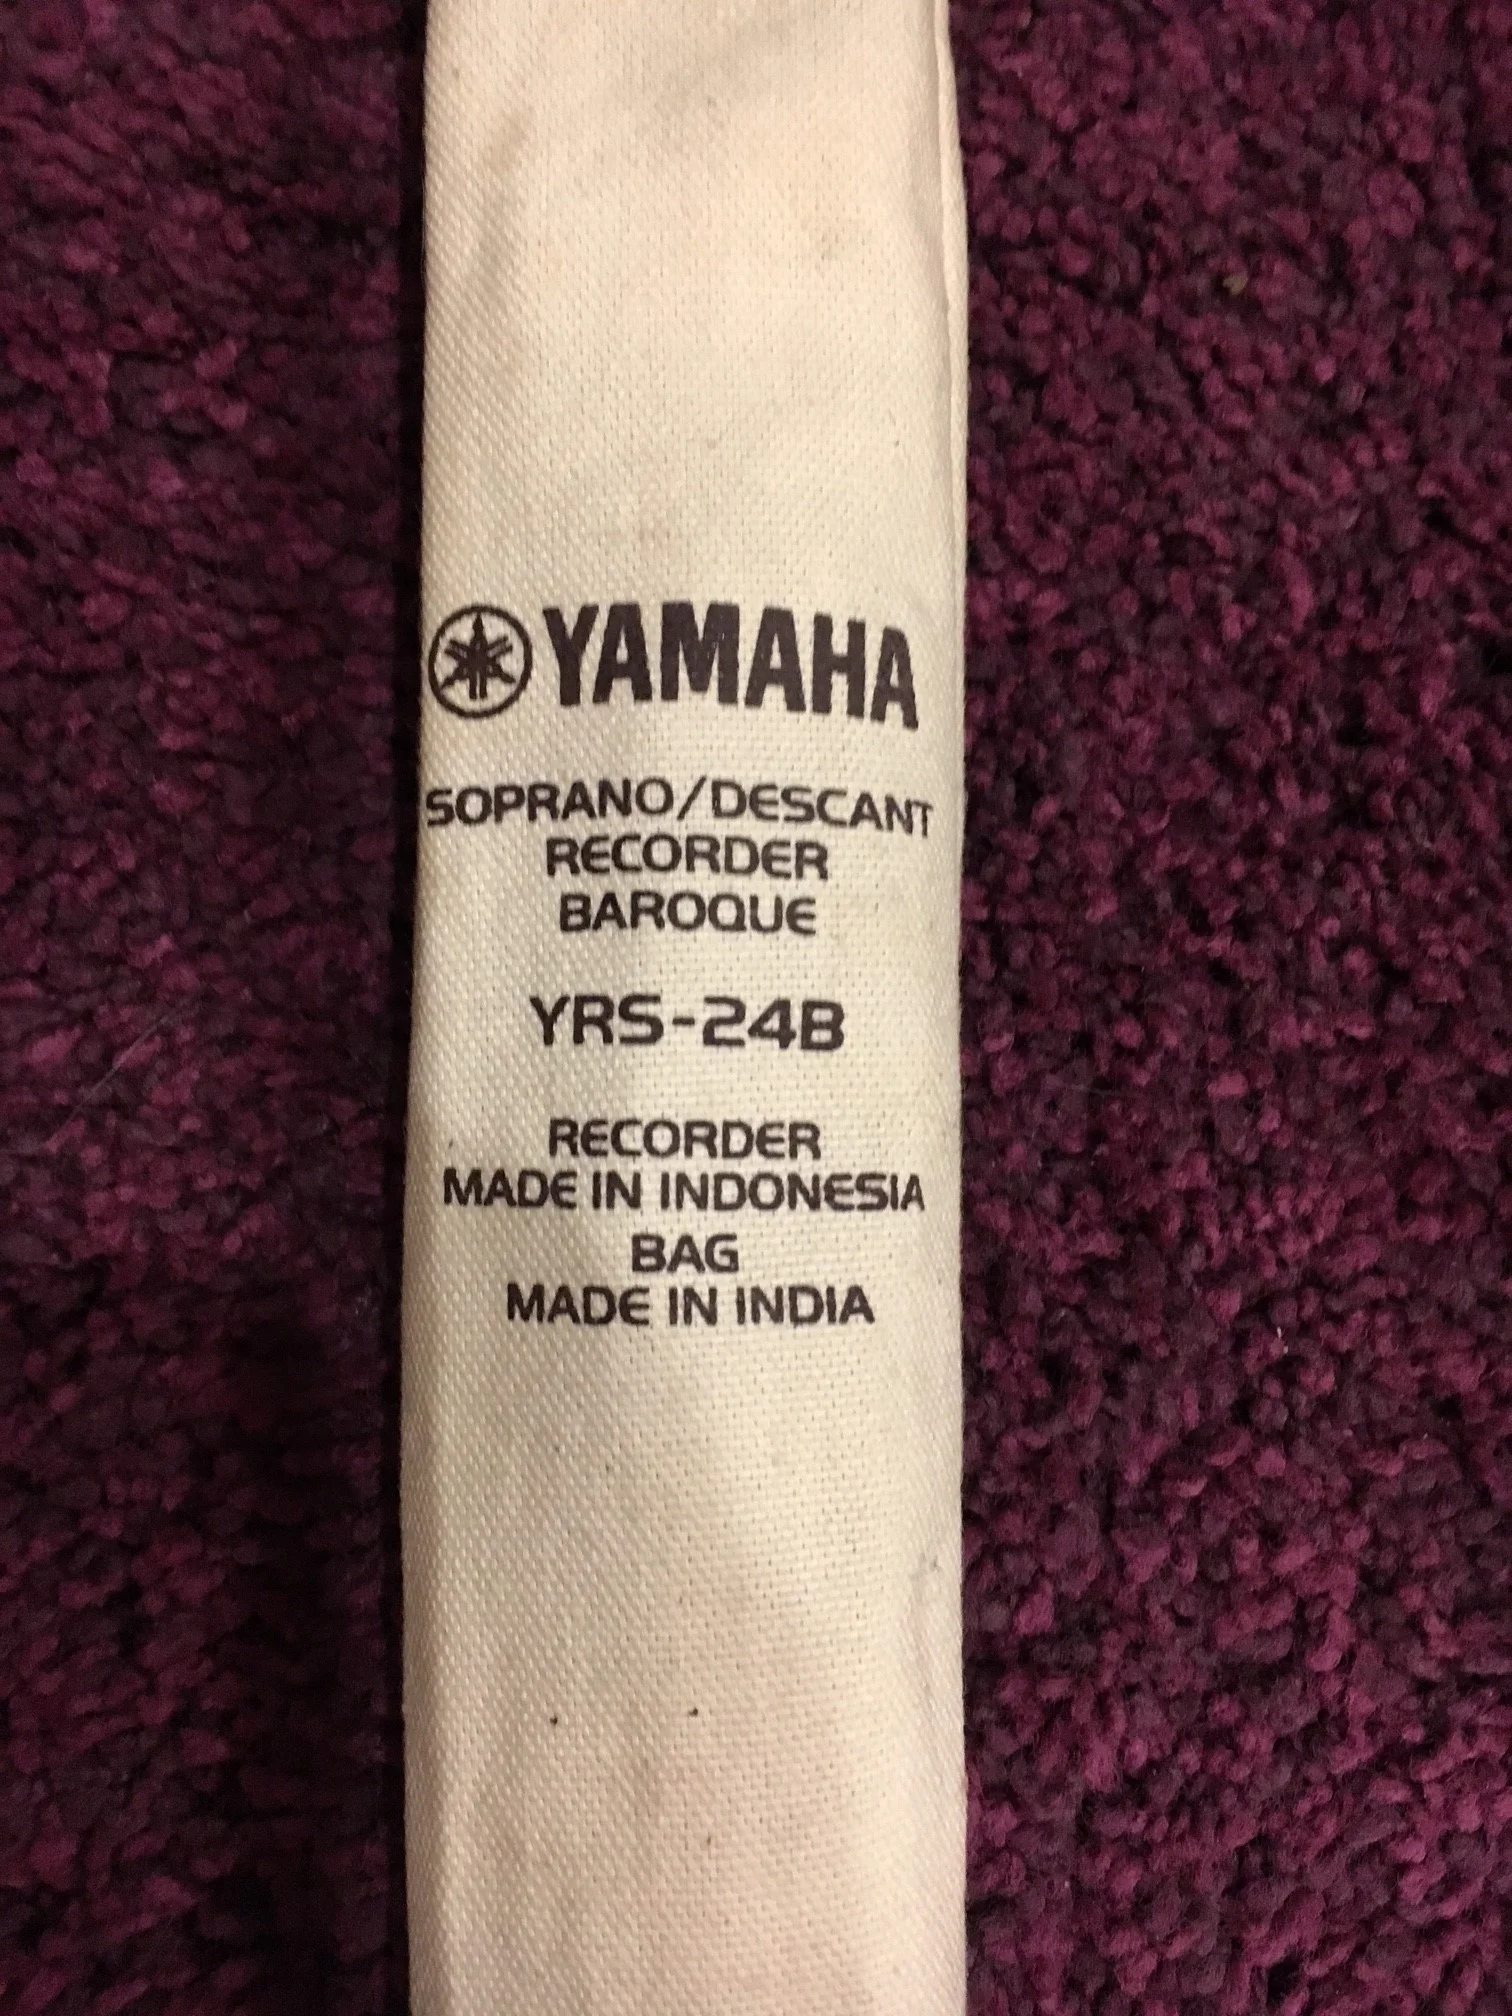 YAMAHA
SOPRANO/DESCANT
RECORDER
BAROQUE
YRS-24B
RECORDER
MADE IN INDONESIA
BAG
MADE IN INDIA